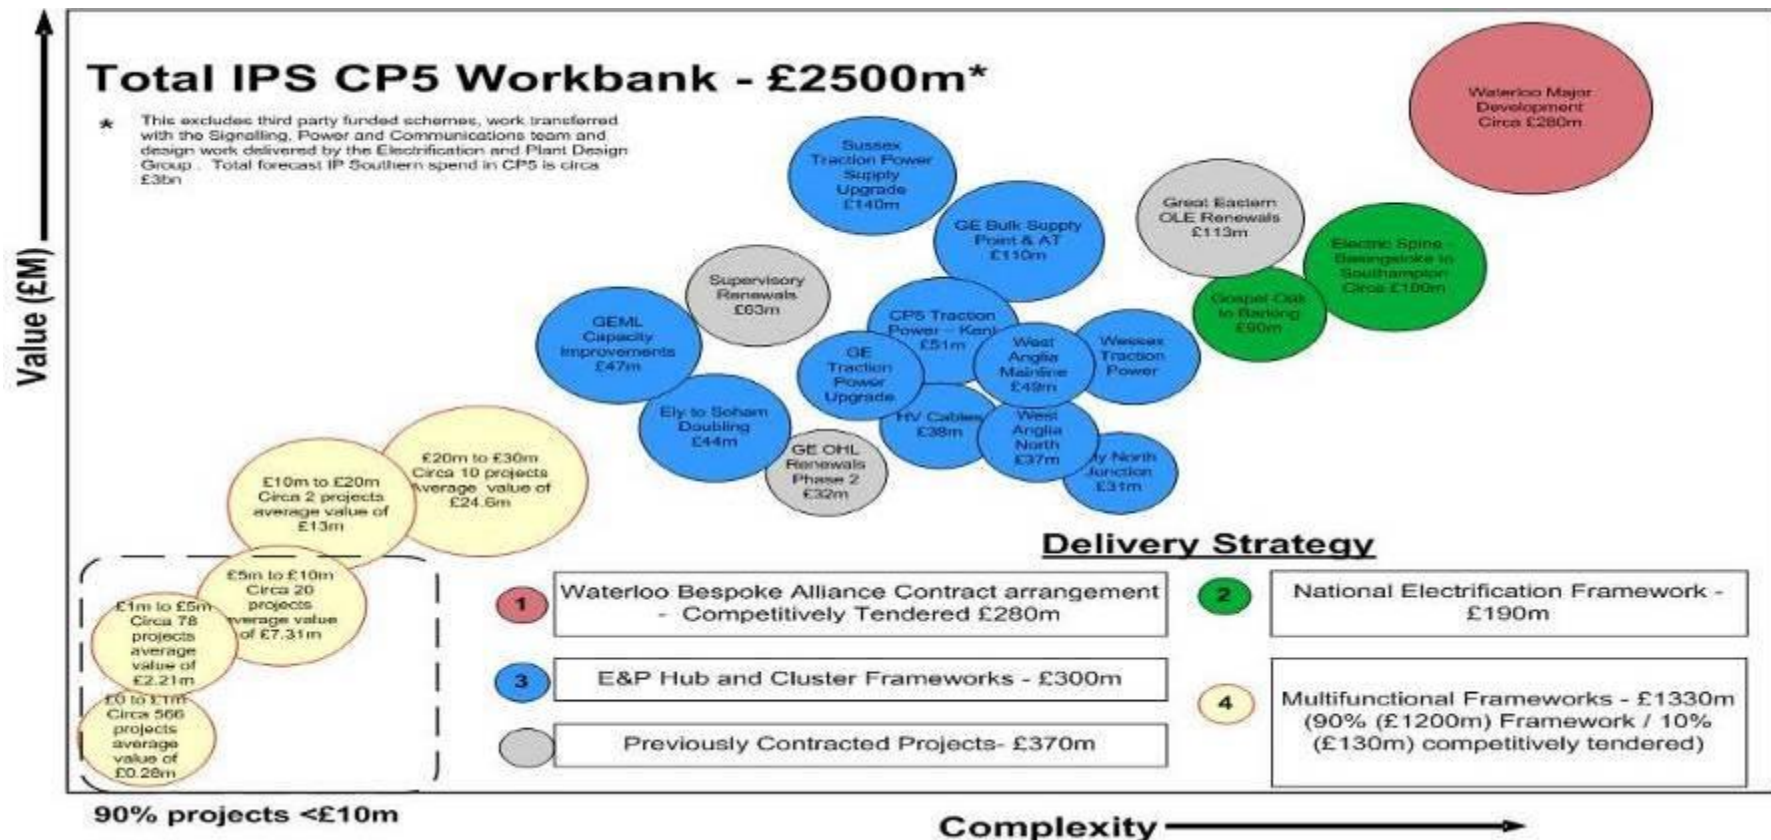 Value (£M)
Total IPS CP5 Workbank - £2500m*
* This excludes third party funded schemes, work transferred
with the Signalling, Power and Communications team and
design work delivered by the Electrification and Plant Design
Group . Total forecast IP Southern spend in CP5 is circa
£3bn
Waterloo Major
Development
Circa £280m
Sussex
Traction Power
Supply
Upgrade
£140m
GE Bulk Supply
Point & AT
£110m
Great Eastern
OLE Renewals
£113m
Electric Spine -
Basingstoke to
Southampton
Circa £100m
Gospel Oak
to Barking
£90m
Supervisory
Renewals
£63m
GEML
Capacity
Improvements
£47m
CP5 Traction
Power – Kent
£51m
GE
Traction
Power
Upgrade
West
Anglia
Mainline
£49m
Wessex
Traction
Power
Ely to Soham
Doubling
£44m
HV Cables
£38m
West
Anglia
North
£37m
ly North
Junction
£31m
GE OHL
Renewals
Phase 2
£32m
£20m to £30m
Circa 10 projects
Average value of
£24.6m
£10m to £20m
Circa 2 projects
average value of
£13m
£5m to £10m
Circa 20
projects
average value
of £7.31m
£1m to £5m
Circa 78
projects
average
value of
£2.21m
£0 to £1m
Circa 566
projects
average
value of
£0.28m
90% projects <£10m
Delivery Strategy
1
Waterloo Bespoke Alliance Contract arrangement
- Competitively Tendered £280m
2
National Electrification Framework -
£190m
3
E&P Hub and Cluster Frameworks - £300m
4
Multifunctional Frameworks - £1330m
(90% (£1200m) Framework / 10%
(£130m) competitively tendered)
Previously Contracted Projects- £370m
Complexity